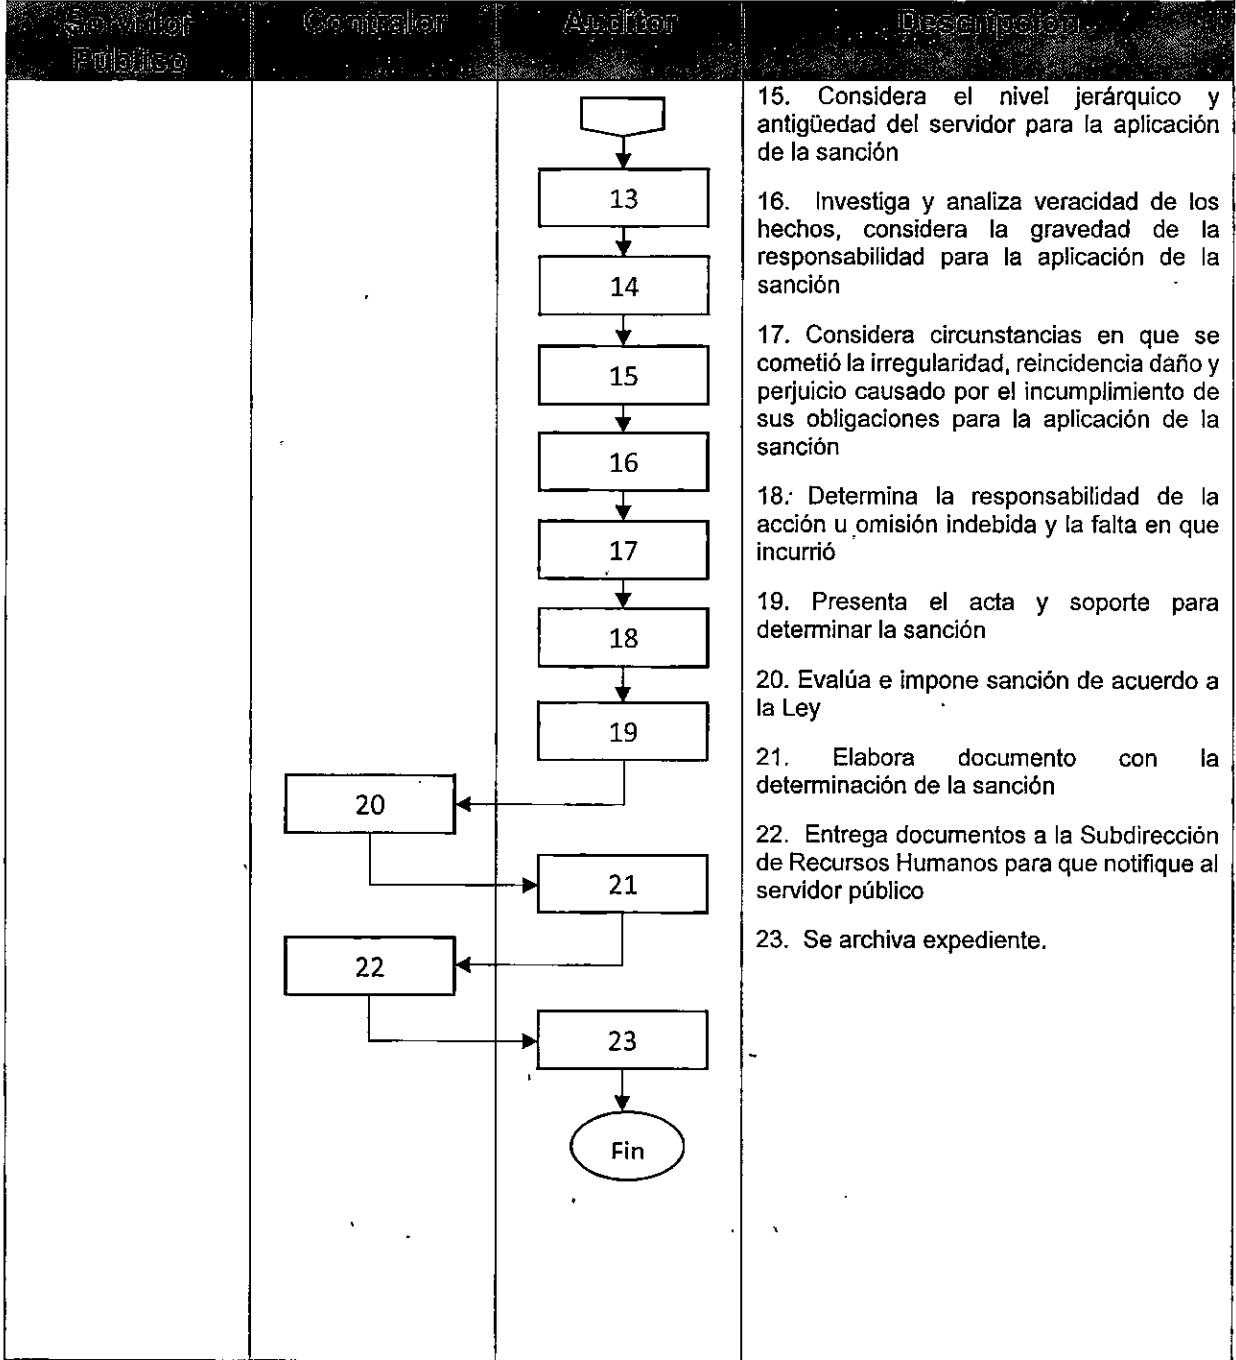 Servidor Público
Contralor
Auditor
Descripción
13
14
15
16
17
18
19
20
21
22
23
Fin
15. Considera el nivel jerárquico y
antigüedad del servidor para la aplicación
de la sanción
16. Investiga y analiza veracidad de los
hechos, considera la gravedad de la
responsabilidad para la aplicación de la
sanción
17. Considera circunstancias en que se
cometió la irregularidad, reincidencia daño y
perjuicio causado por el incumplimiento de
sus obligaciones para la aplicación de la
sanción
18. Determina la responsabilidad de la
acción u omisión indebida y la falta en que
incurrió
19. Presenta el acta y soporte para
determinar la sanción
20. Evalúa e impone sanción de acuerdo a
la Ley
21. Elabora documento con la
determinación de la sanción
22. Entrega documentos a la Subdirección
de Recursos Humanos para que notifique al
servidor público
23. Se archiva expediente.